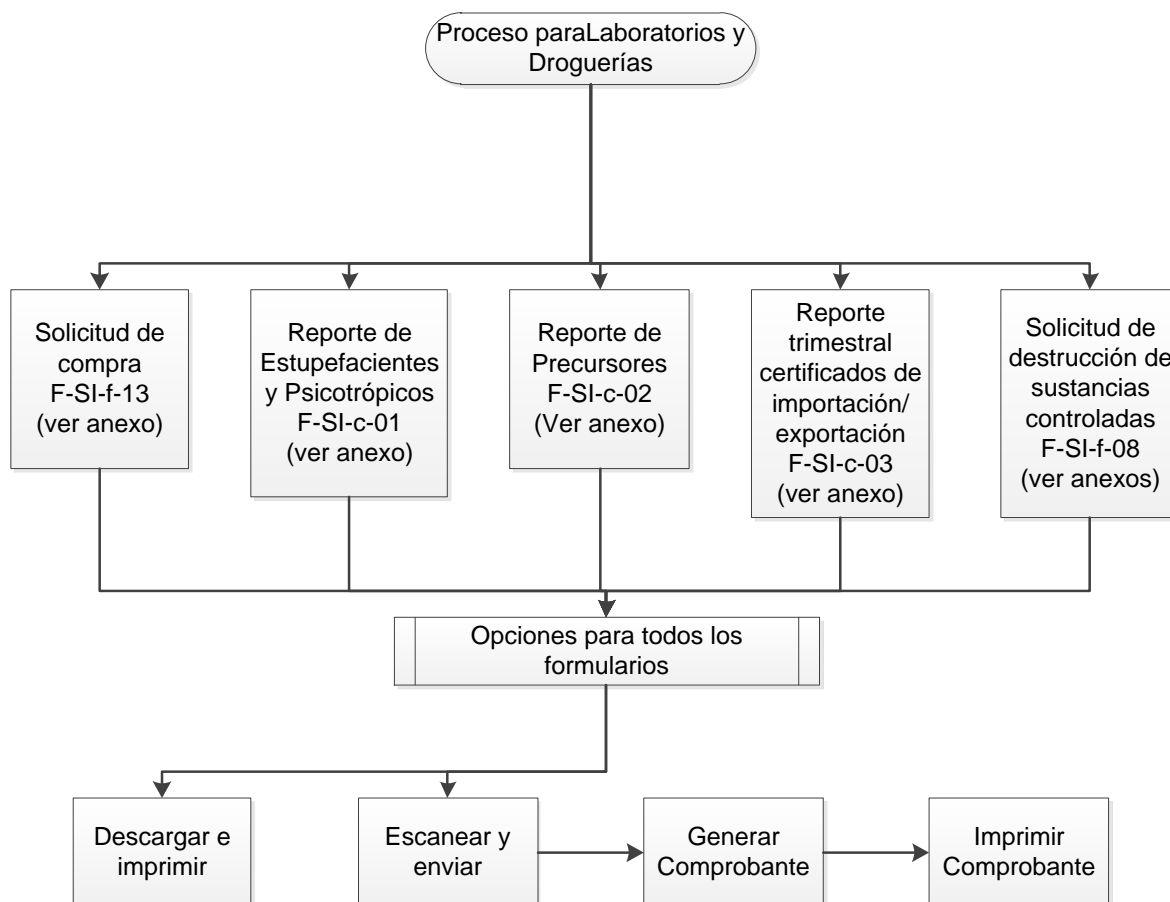 Proceso paraLaboratorios y
Droguerías
Solicitud de
compra
F-SI-f-13
(ver anexo)
Reporte de
Estupefacientes
y Psicotrópicos
F-SI-c-01
(ver anexo)
Reporte de
Precursores
F-SI-c-02
(Ver anexo)
Reporte
trimestral
certificados de
importación/
exportación
F-SI-c-03
(ver anexo)
Solicitud de
destrucción de
sustancias
controladas
F-SI-f-08
(ver anexos)
Opciones para todos los
formularios
Descargar e
imprimir
Escanear y
enviar
Generar
Comprobante
Imprimir
Comprobante